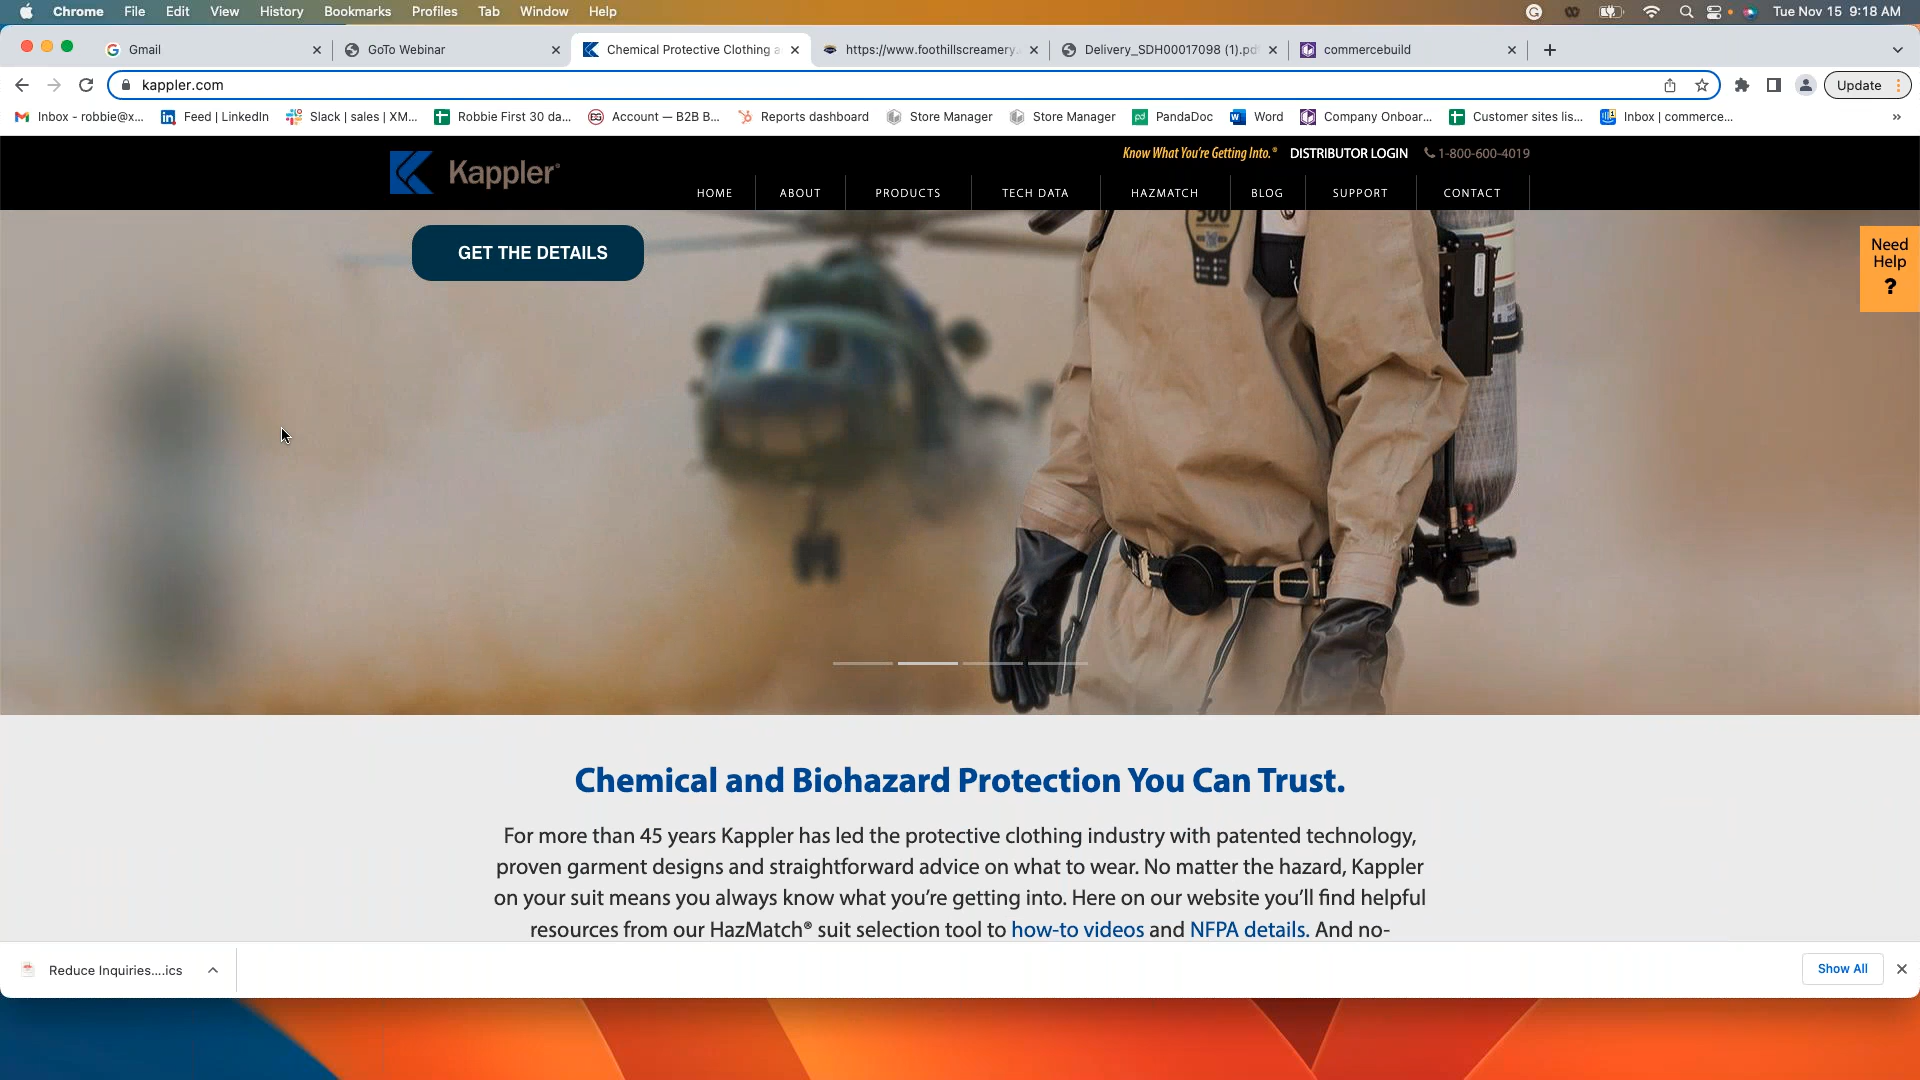 Chrome File Edit View History Bookmarks Profiles Tab Window Help Tue Nov 15 9:18 AM
Gmail GoTo Webinar Chemical Protective Clothing a https://www.foothillscreamery. Delivery_SDH00017098 (1).pd commercebuild
kappler.com Update
Inbox - robbie@x... Feed | LinkedIn Slack | sales | XM... Robbie First 30 da... Account — B2B B... Reports dashboard Store Manager Store Manager PandaDoc Word Company Onboar... Customer sites lis... Inbox | commerce...
Know What You're Getting Into.® DISTRIBUTOR LOGIN 1-800-600-4019
Kappler®
HOME ABOUT PRODUCTS TECH DATA HAZMATCH BLOG SUPPORT CONTACT
GET THE DETAILS
Need
Help
?
Chemical and Biohazard Protection You Can Trust.
For more than 45 years Kappler has led the protective clothing industry with patented technology,
proven garment designs and straightforward advice on what to wear. No matter the hazard, Kappler
on your suit means you always know what you're getting into. Here on our website you'll find helpful
resources from our HazMatch® suit selection tool to how-to videos and NFPA details. And no-
Reduce Inquiries....ics Show All